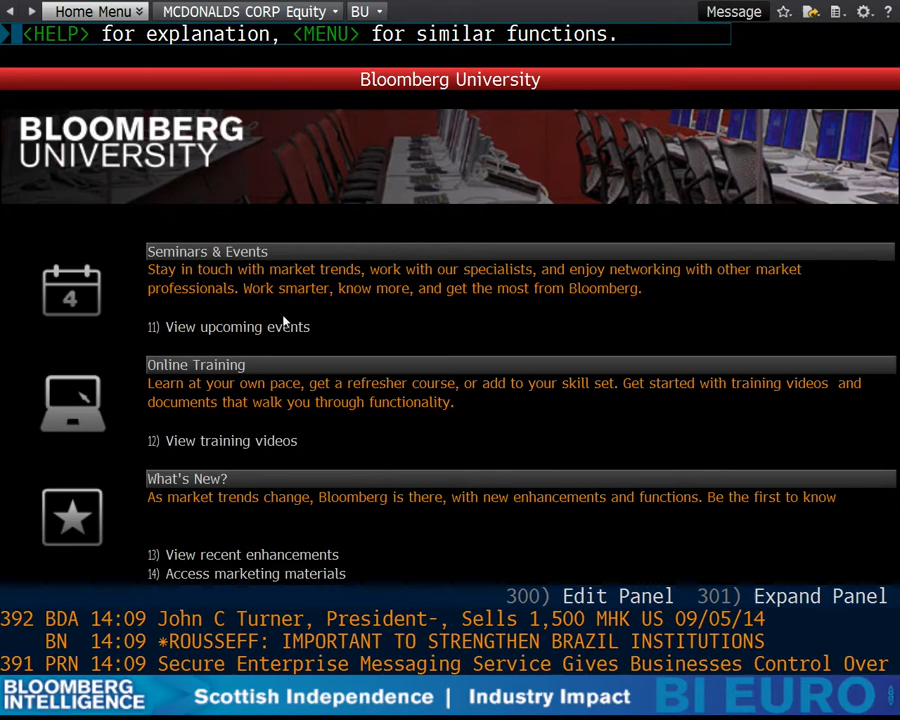 Home Menu MCDONALDS CORP Equity BU Message ?
<HELP> for explanation, <MENU> for similar functions.
Bloomberg University
BLOOMBERG
UNIVERSITY
Seminars & Events
Stay in touch with market trends, work with our specialists, and enjoy networking with other market
professionals. Work smarter, know more, and get the most from Bloomberg.
4
11) View upcoming events
Online Training
Learn at your own pace, get a refresher course, or add to your skill set. Get started with training videos and
documents that walk you through functionality.
12) View training videos
What's New?
As market trends change, Bloomberg is there, with new enhancements and functions. Be the first to know
13) View recent enhancements
14) Access marketing materials
300) Edit Panel 301) Expand Panel
392 BDA 14:09 John C Turner, President-, Sells 1,500 MHK US 09/05/14
BN 14:09 *ROUSSEFF: IMPORTANT TO STRENGTHEN BRAZIL INSTITUTIONS
391 PRN 14:09 Secure Enterprise Messaging Service Gives Businesses Control Over
BLOOMBERG
INTELLIGENCE
Scottish Independence | Industry Impact
BI EURO